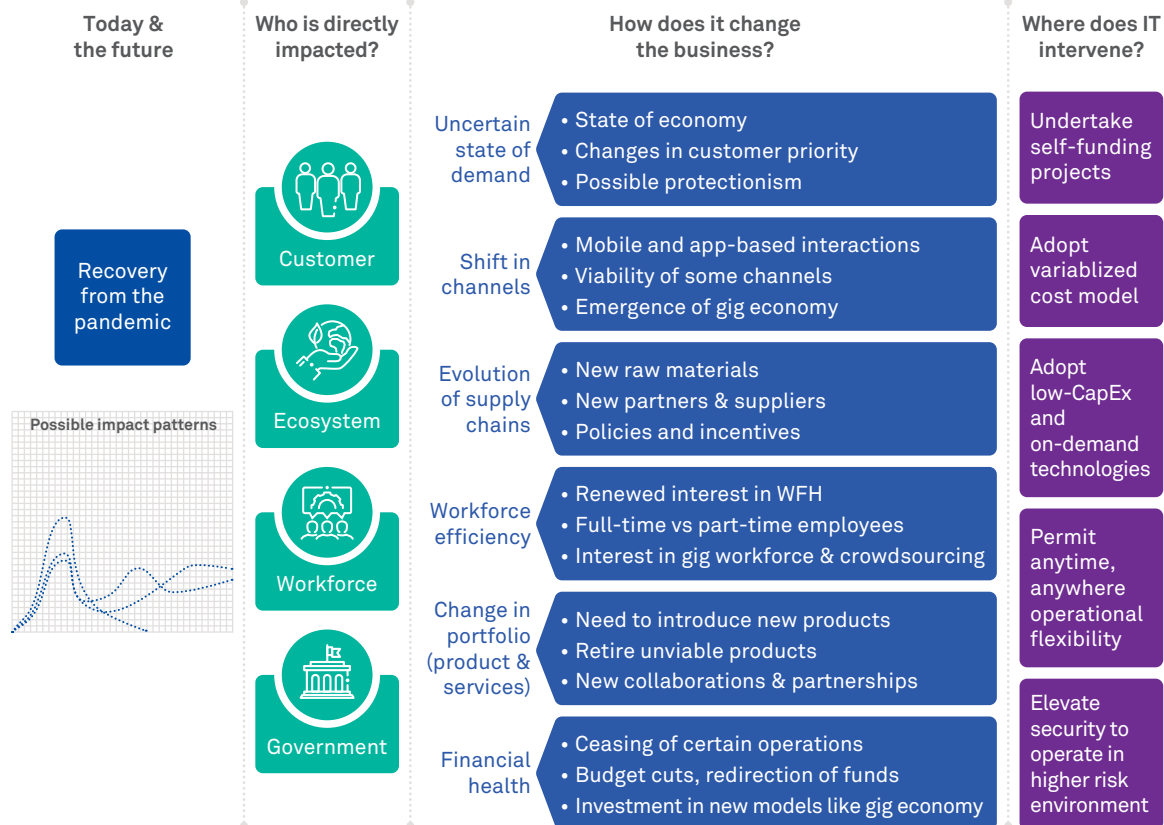 Today &
the future
Recovery
from the
pandemic
Possible impact patterns
Who is directly
impacted?
Customer
Ecosystem
Workforce
Government
How does it change
the business?
Uncertain
state of
demand
• State of economy
• Changes in customer priority
• Possible protectionism
Shift in
channels
• Mobile and app-based interactions
• Viability of some channels
• Emergence of gig economy
Evolution
of supply
chains
• New raw materials
• New partners & suppliers
• Policies and incentives
Workforce
efficiency
• Renewed interest in WFH
• Full-time vs part-time employees
• Interest in gig workforce & crowdsourcing
Change in
portfolio
(product &
services)
• Need to introduce new products
• Retire unviable products
• New collaborations & partnerships
Financial
health
• Ceasing of certain operations
• Budget cuts, redirection of funds
• Investment in new models like gig economy
Where does IT
intervene?
Undertake
self-funding
projects
Adopt
variablized
cost model
Adopt
low-CapEx
and
on-demand
technologies
Permit
anytime,
anywhere
operational
flexibility
Elevate
security to
operate in
higher risk
environment